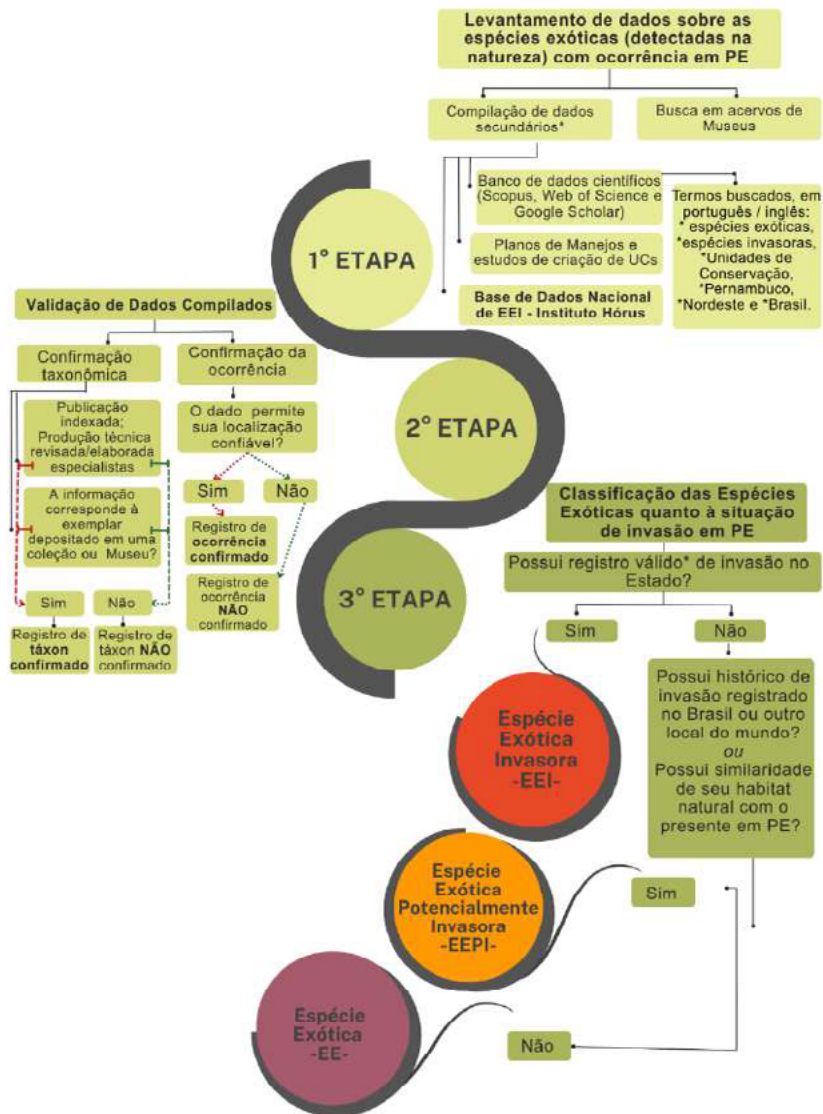 Levantamento de dados sobre as
espécies exóticas (detectadas na
natureza) com ocorrência em PE
Compilação de dados
secundários*
Busca em acervos de
Museus
Banco de dados científicos
(Scopus, Web of Science e
Google Scholar)
Planos de Manejos e
estudos de criação de UCs
Base de Dados Nacional
de EEI - Instituto Hórus
Termos buscados, em
português / inglês:
* espécies exóticas,
*espécies invasoras,
*Unidades de
Conservação,
*Pernambuco,
*Nordeste e *Brasil.
1° ETAPA
Validação de Dados Compilados
Confirmação
taxonômica
Confirmação da
ocorrência
Publicação
indexada;
Produção técnica
revisada/elaborada
especialistas
A informação
corresponde à
exemplar
depositado em uma
coleção ou Museu?
Sim
Não
Registro de
táxon
confirmado
Registro de
táxon NÃO
confirmado
O dado permite
sua localização
confiável?
Sim
Não
Registro de
ocorrência
confirmado
Registro de
ocorrência
NÃO
confirmado
2° ETAPA
3° ETAPA
Classificação das Espécies
Exóticas quanto à situação
de invasão em PE
Possui registro válido* de invasão no
Estado?
Sim
Não
Possui histórico de
invasão registrado
no Brasil ou outro
local do mundo?
ou
Possui similaridade
de seu habitat
natural com o
presente em PE?
Espécie
Exótica
Invasora
-EEI-
Espécie
Exótica
Potencialmente
Invasora
-EEPI-
Sim
Espécie
Exótica
-EE-
Não